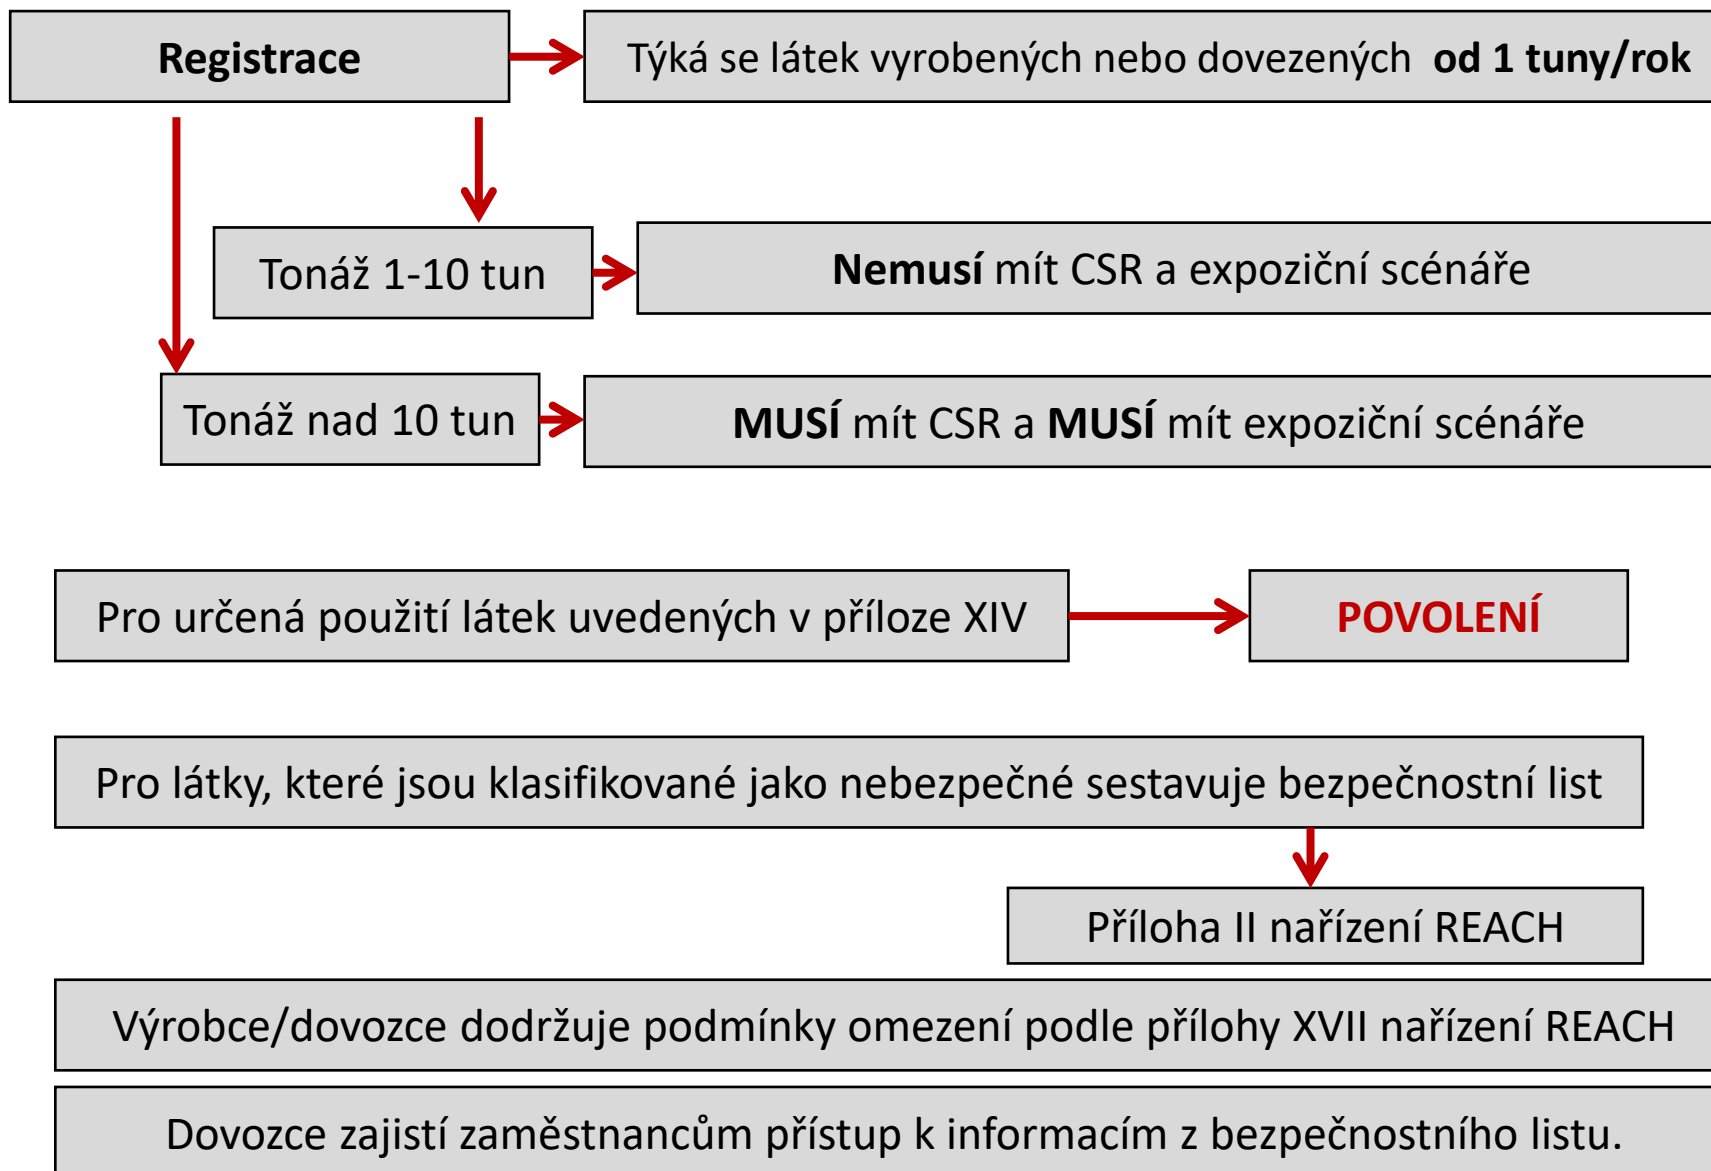 Registrace
Týká se látek vyrobených nebo dovezených od 1 tuny/rok
Tonáž 1-10 tun
Nemusí mít CSR a expoziční scénáře
Tonáž nad 10 tun
MUSÍ mít CSR a MUSÍ mít expoziční scénáře
Pro určená použití látek uvedených v příloze XIV
POVOLENÍ
Pro látky, které jsou klasifikované jako nebezpečné sestavuje bezpečnostní list
Příloha II nařízení REACH
Výrobce/dovozce dodržuje podmínky omezení podle přílohy XVII nařízení REACH
Dovozce zajistí zaměstnancům přístup k informacím z bezpečnostního listu.